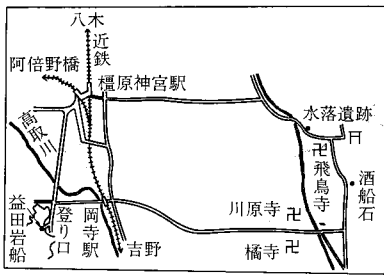 八木
近鉄
阿倍野橋
橿原神宮駅
高取川
水落遺跡
飛鳥寺
酒船石
益田岩船
登り口
岡寺駅
吉野
川原寺
橘寺